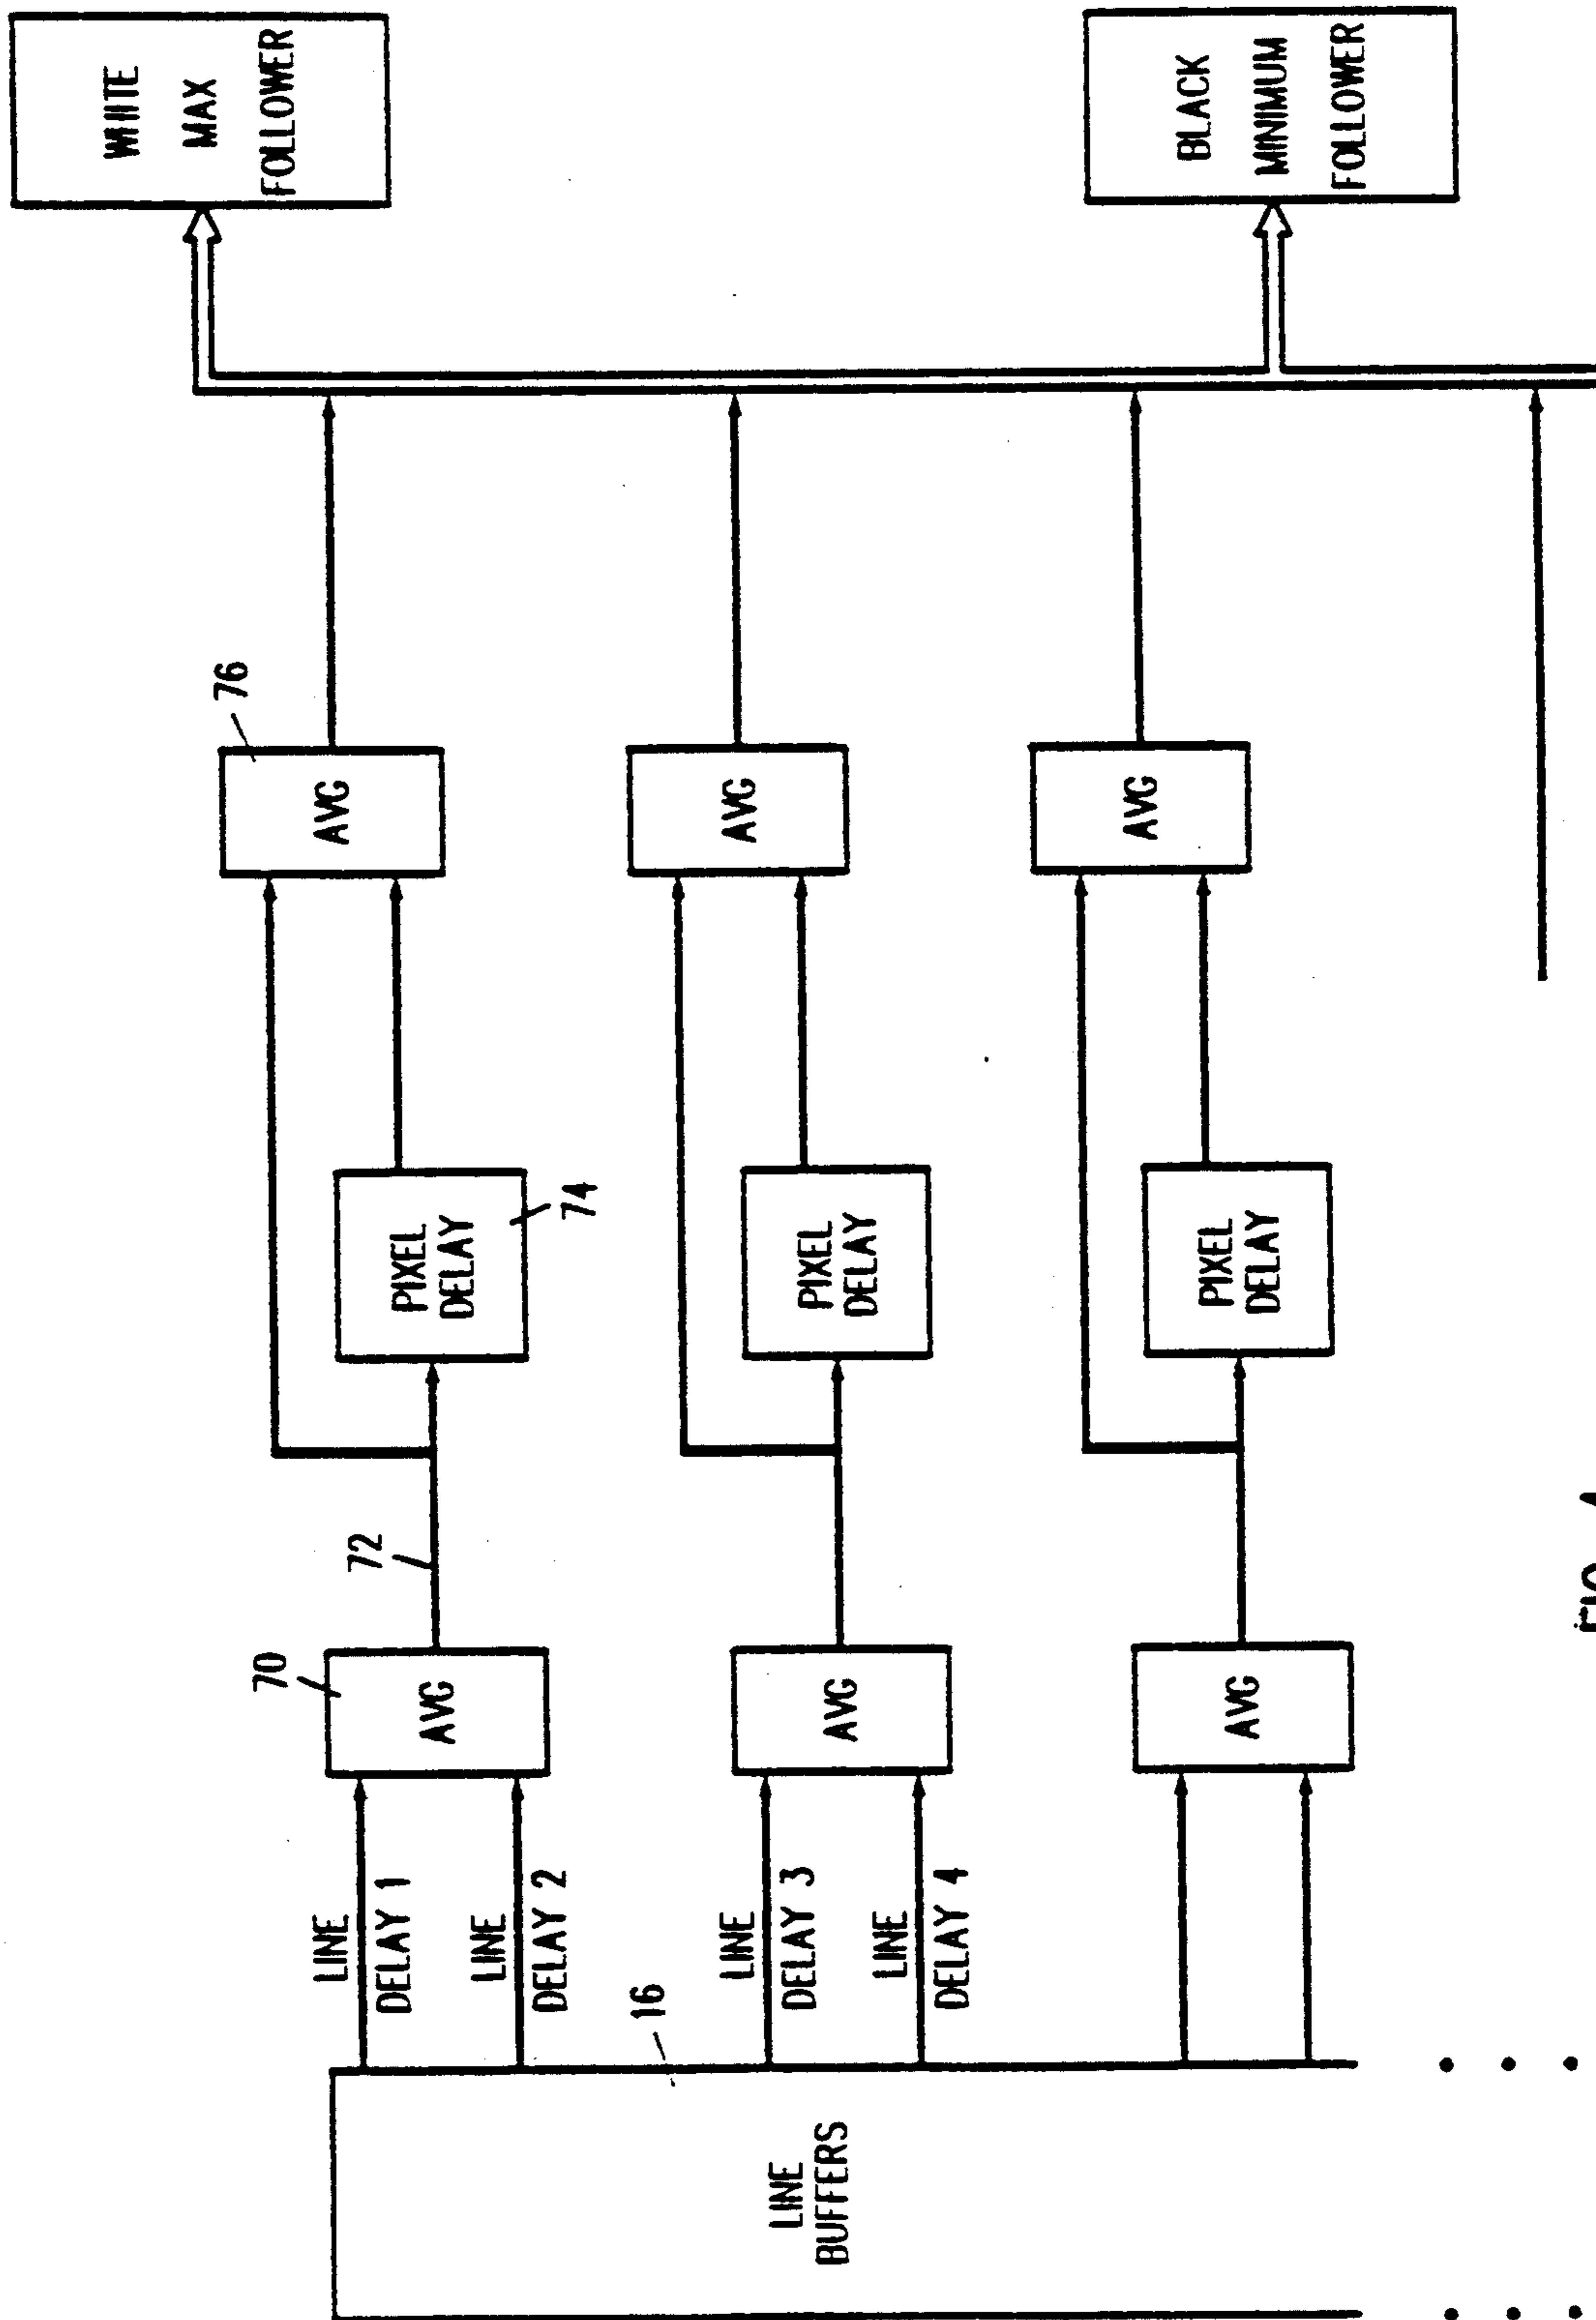 LINE
BUFFERS
16
LINE
DELAY 1
LINE
DELAY 2
70
AVG
72
PIXEL
DELAY
74
76
AVG
WHITE
MAX
FOLLOWER
LINE
DELAY 3
LINE
DELAY 4
AVG
PIXEL
DELAY
AVG
AVG
PIXEL
DELAY
AVG
BLACK
MINIMUM
FOLLOWER